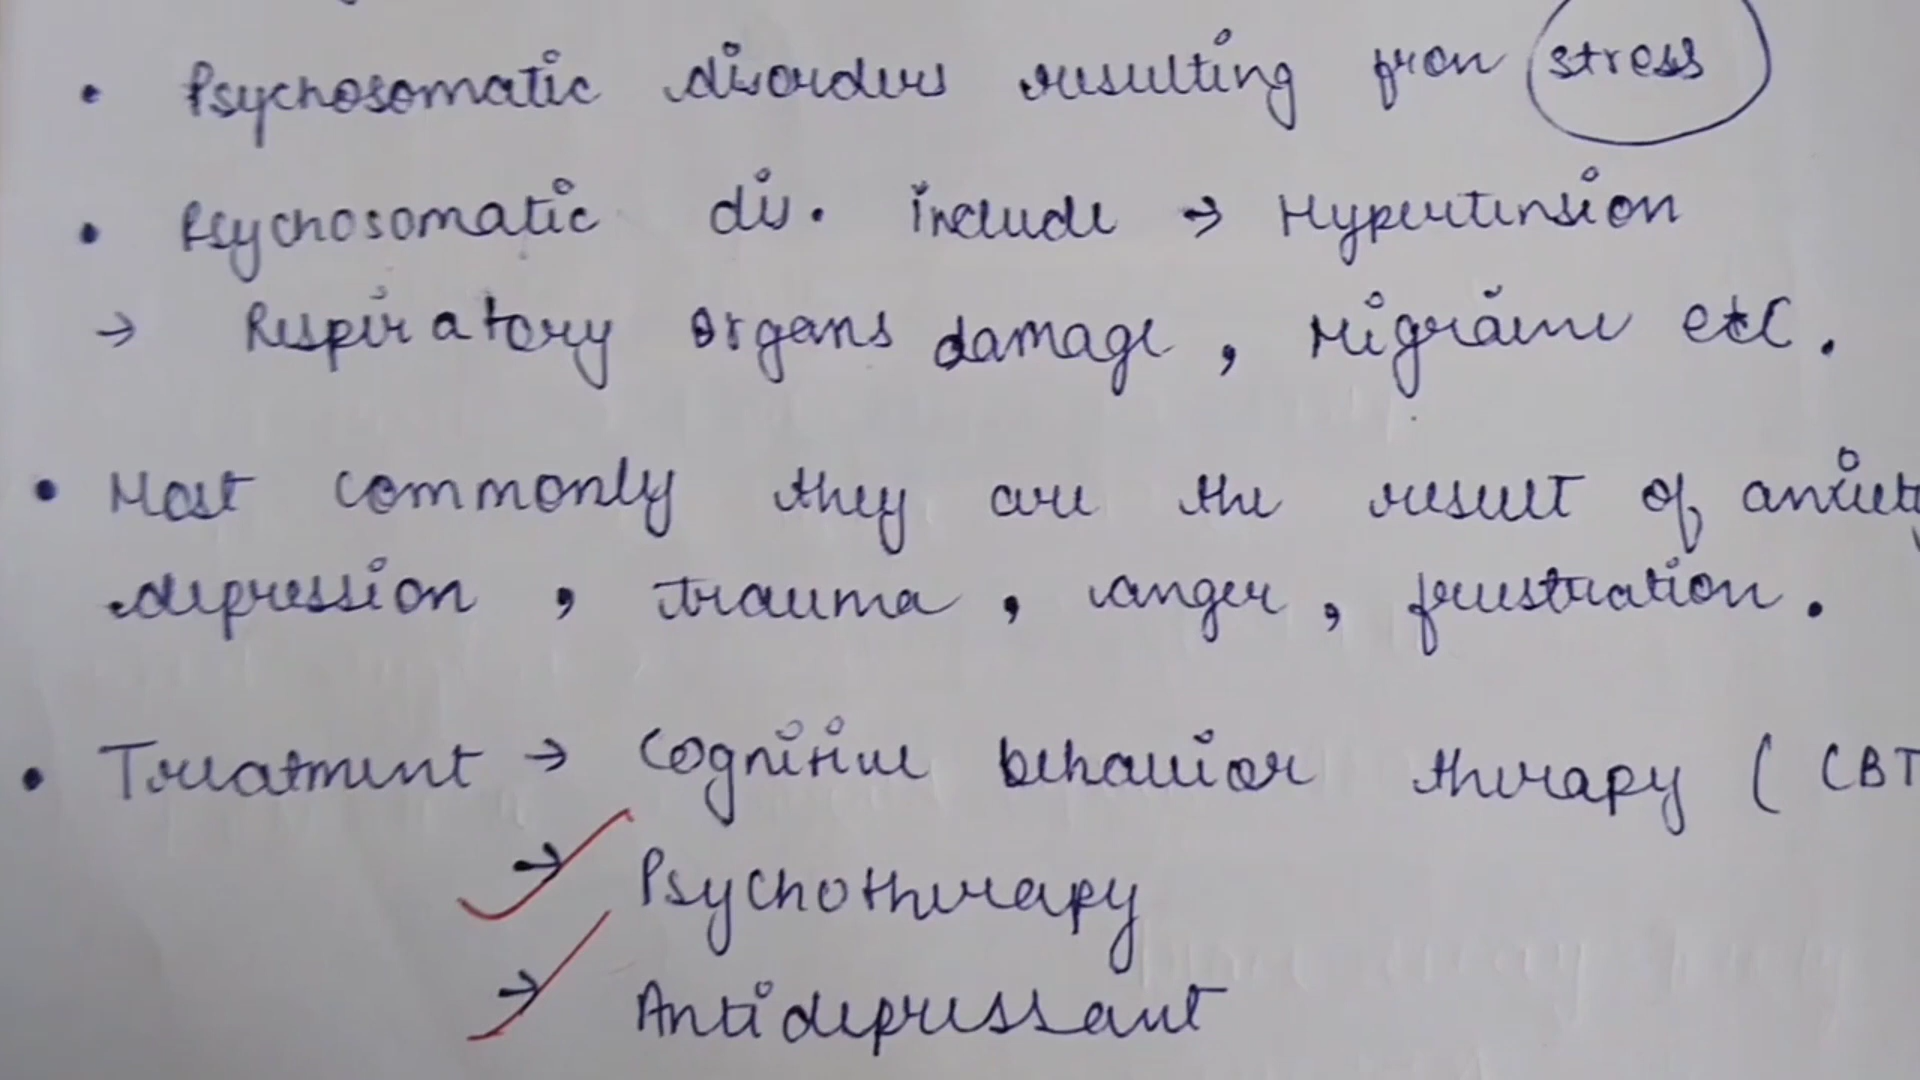 • Psychosomatic disorders resulting from stress
• Psychosomatic dis. include → Hypertension
→ Respiratory organs damage, Migraine etc.
• Most commonly they are the result of anxiety
depression, trauma, anger, frustration.
• Treatment → Cognitive behavior therapy (CBT
→ Psychotherapy
→ Antidepressant